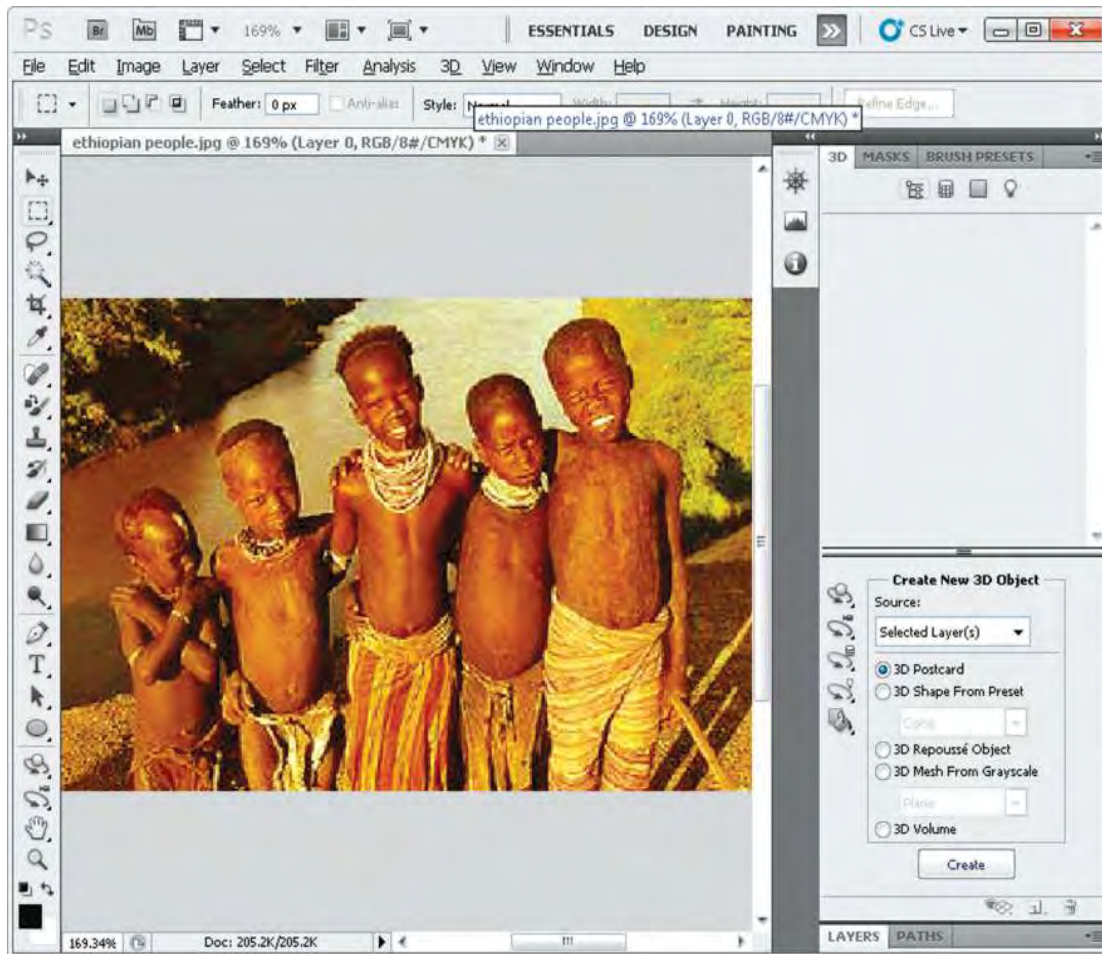 Ps Br Mb 169% ESSENTIALS DESIGN PAINTING CS Live
File Edit Image Layer Select Filter Analysis 3D View Window Help
Feather: 0 px Anti-alias Style: Normal Width: Height: Refine Edge...
ethiopian people.jpg @ 169% (Layer 0, RGB/8#/CMYK) *
ethiopian people.jpg @ 169% (Layer 0, RGB/8#/CMYK) *
3D MASKS BRUSH PRESETS
Create New 3D Object
Source:
Selected Layer(s)
3D Postcard
3D Shape From Preset
Cone
3D Repoussé Object
3D Mesh From Grayscale
Plane
3D Volume
Create
T
169.34% Doc: 205.2K/205.2K
LAYERS PATHS